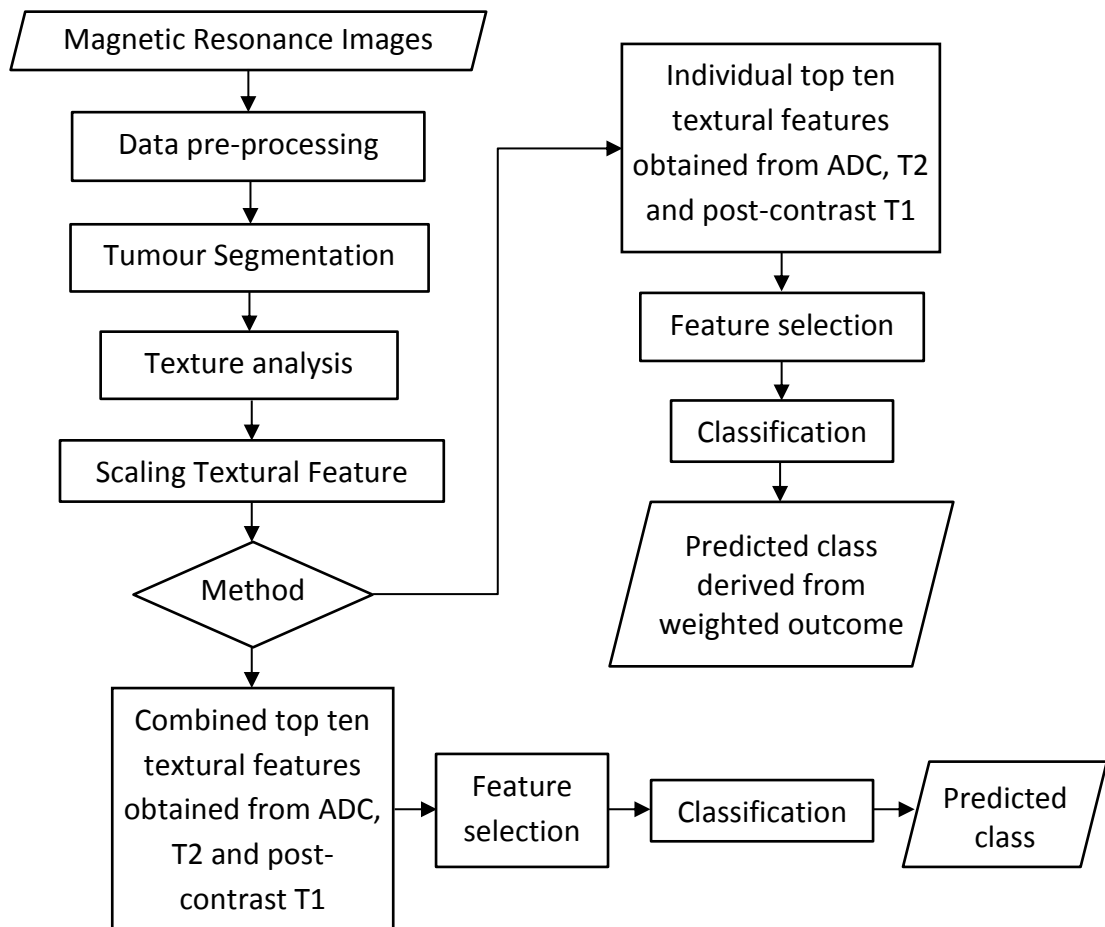 Magnetic Resonance Images
Data pre-processing
Tumour Segmentation
Texture analysis
Scaling Textural Feature
Method
Individual top ten
textural features
obtained from ADC, T2
and post-contrast T1
Feature selection
Classification
Predicted class
derived from
weighted outcome
Combined top ten
textural features
obtained from ADC,
T2 and post-
contrast T1
Feature
selection
Classification
Predicted
class